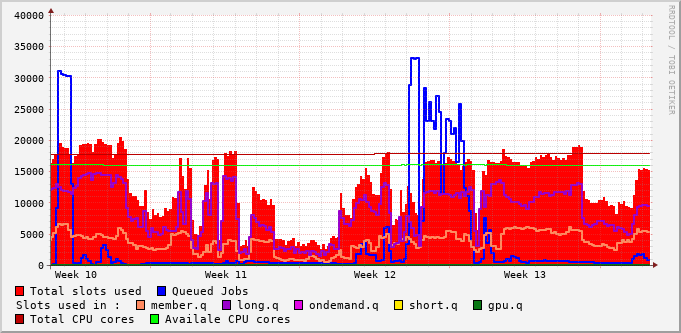 40000
35000
30000
25000
20000
15000
10000
5000
0
Week 10 Week 11 Week 12 Week 13
Total slots used Queued Jobs
Slots used in : member.q long.q ondemand.q short.q gpu.q
Total CPU cores Availale CPU cores
RRDTOOL / TOBI OETIKER